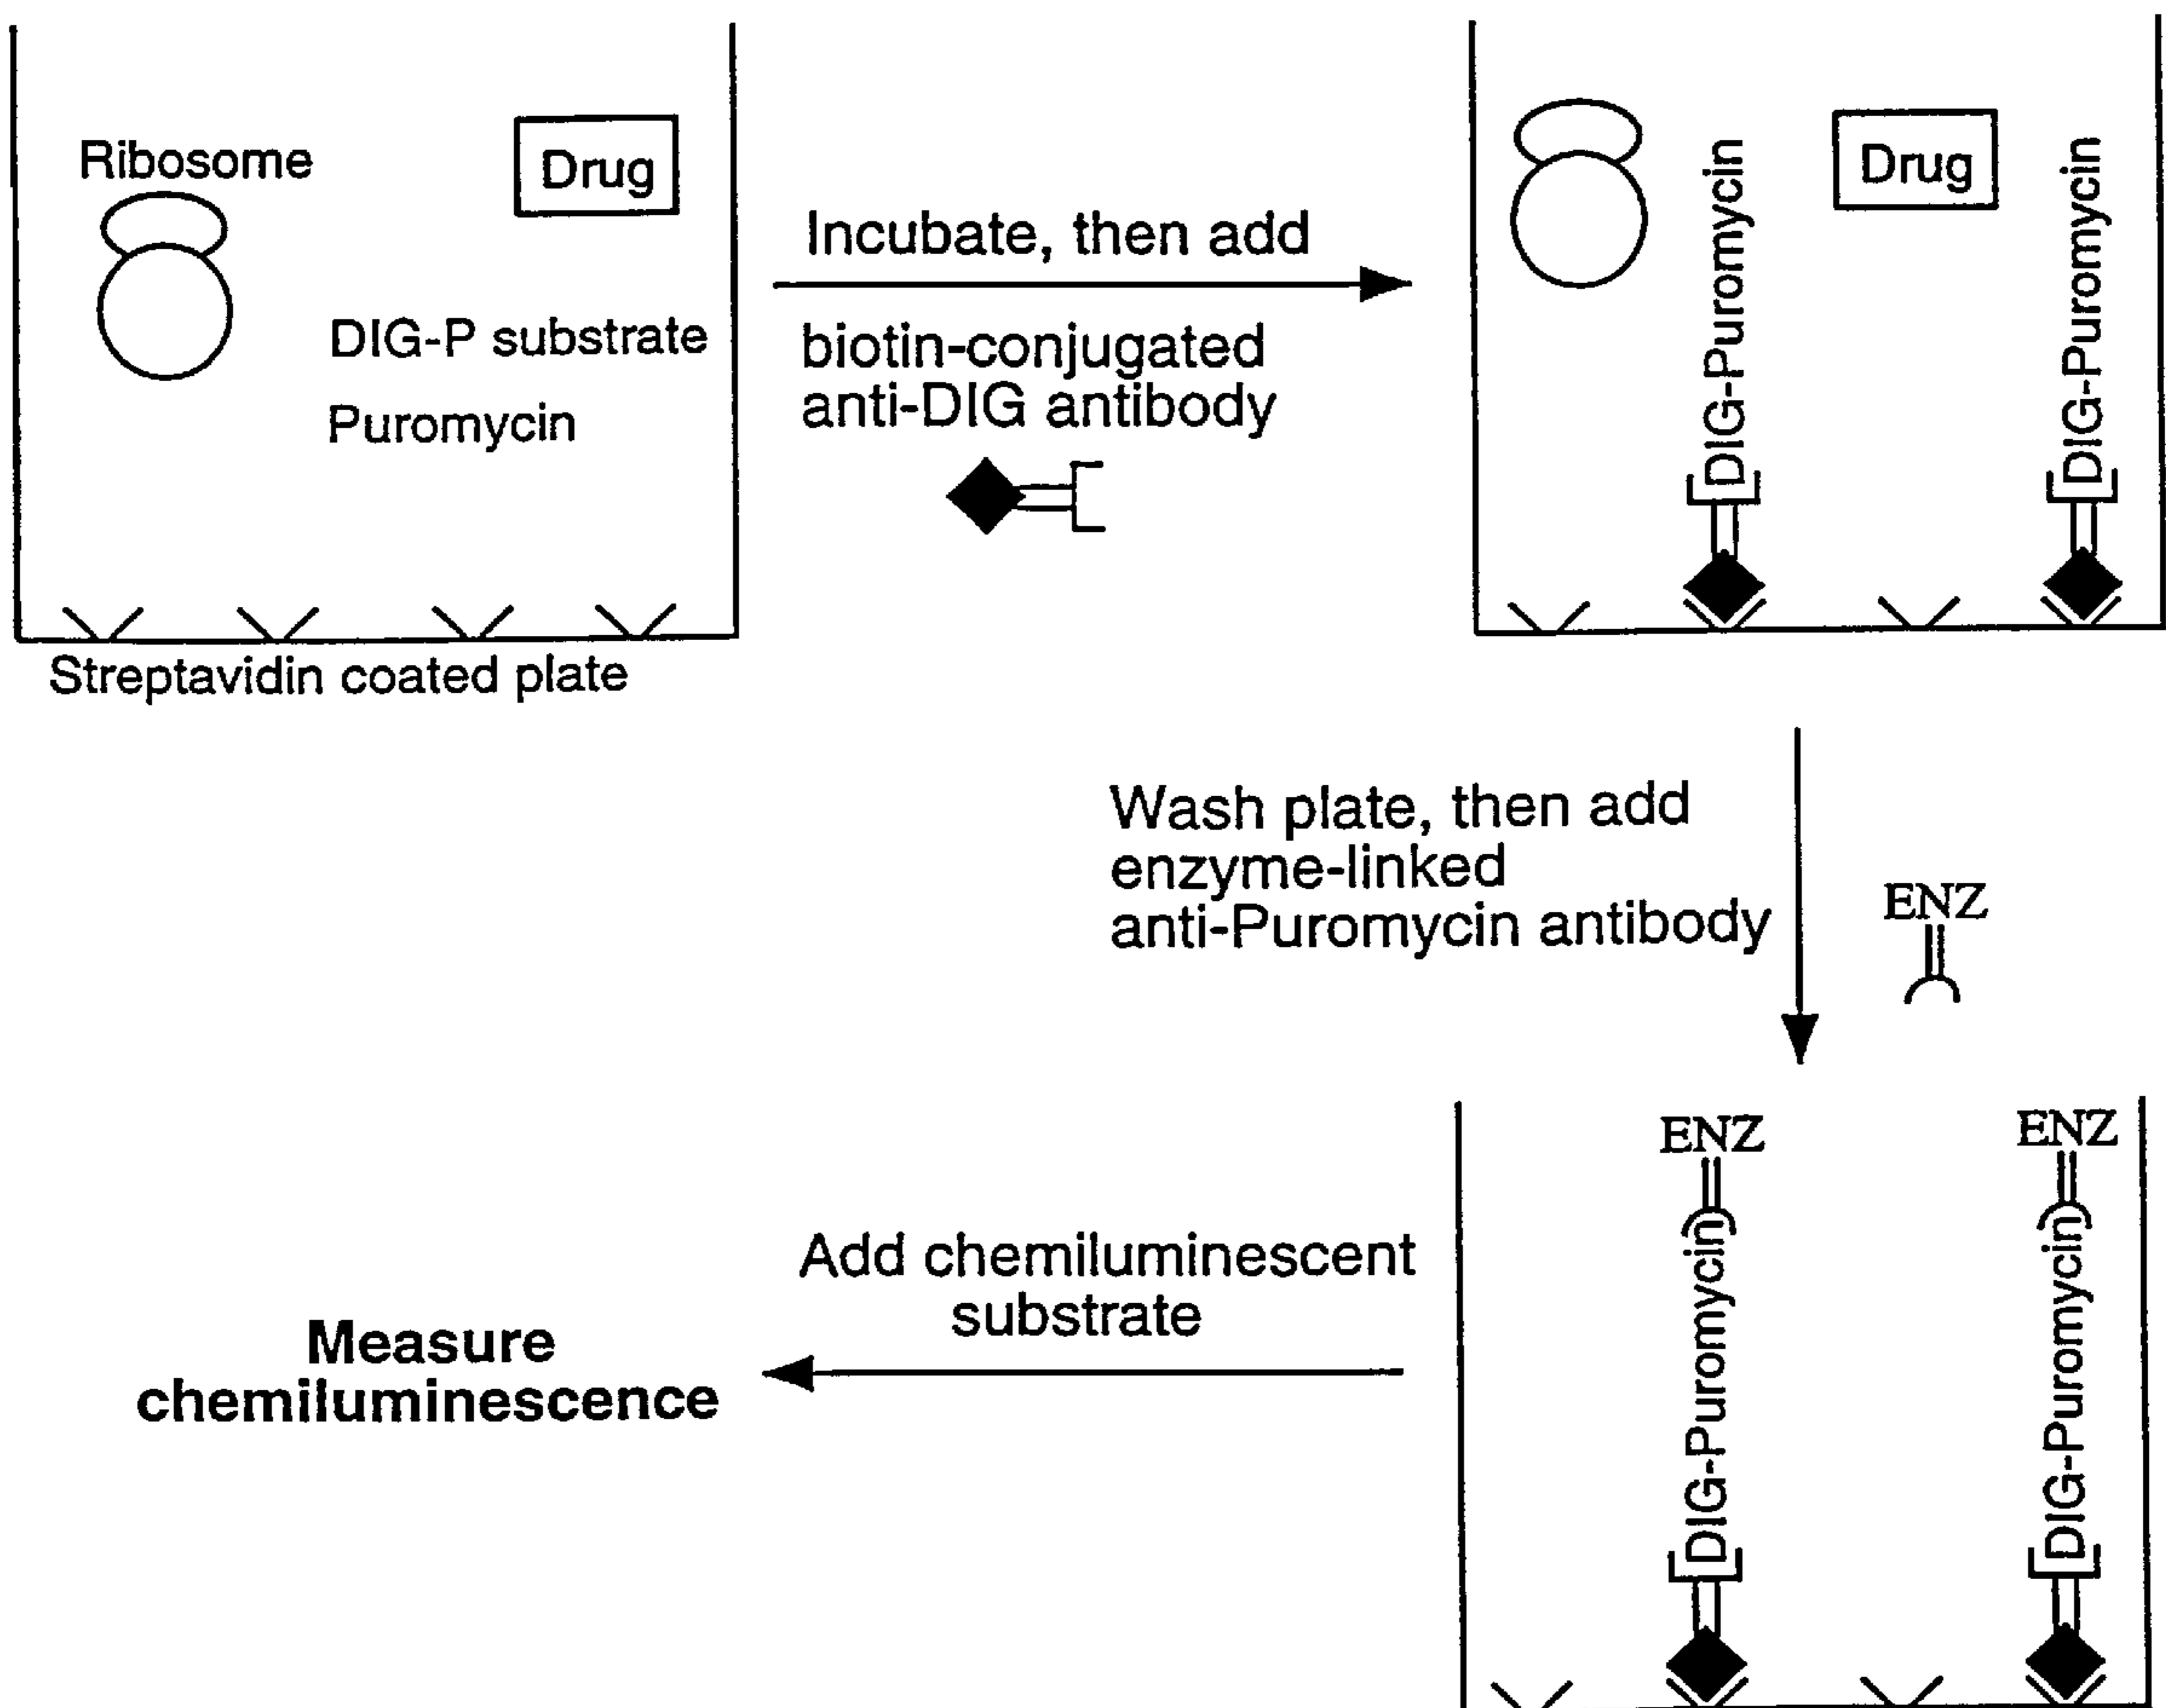 Ribosome
Drug
DIG-P substrate
Puromycin
Streptavidin coated plate
Incubate, then add
biotin-conjugated
anti-DIG antibody
Drug
DIG-Puromycin
DIG-Puromycin
Wash plate, then add
enzyme-linked
anti-Puromycin antibody
ENZ
ENZ
ENZ
DIG-Puromycin
DIG-Puromycin
Add chemiluminescent
substrate
Measure
chemiluminescence